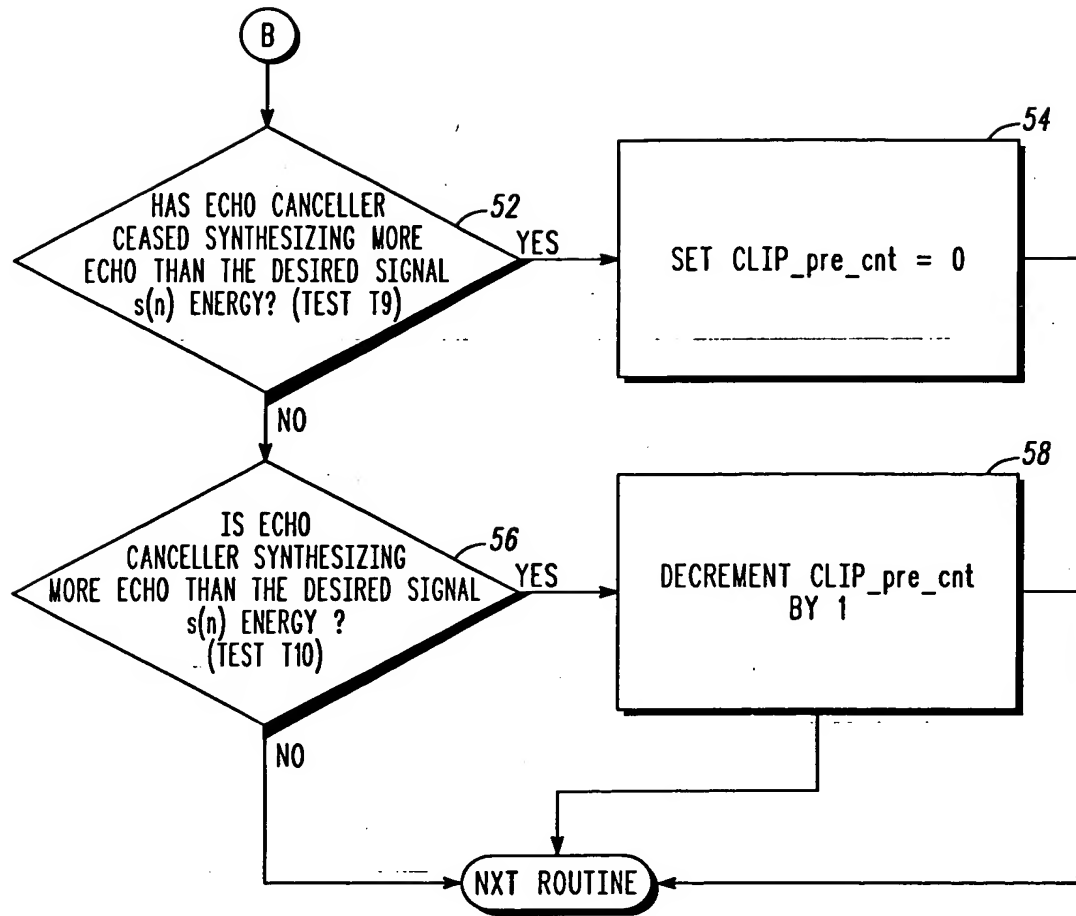 B
HAS ECHO CANCELLER
CEASED SYNTHESIZING MORE
ECHO THAN THE DESIRED SIGNAL
s(n) ENERGY? (TEST T9)
52
YES
54
SET CLIP_pre_cnt = 0
NO
IS ECHO
CANCELLER SYNTHESIZING
MORE ECHO THAN THE DESIRED SIGNAL
s(n) ENERGY ?
(TEST T10)
56
YES
58
DECREMENT CLIP_pre_cnt
BY 1
NO
NXT ROUTINE